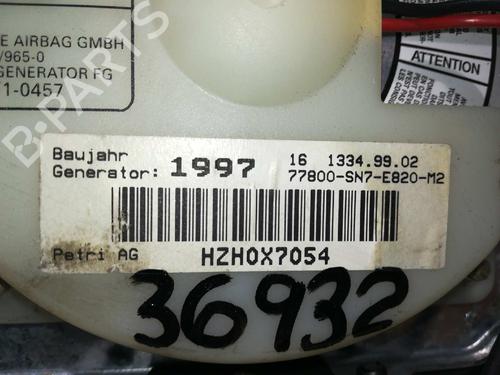 E AIRBAG GMBH
/965-0
GENERATOR FG
1-0457
ATTENTION
Baujahr
Generator: 1997
16 1334.99.02
77800-SN7-E820-M2
Petri AG
HZH0X7054
36932
B-PARTS